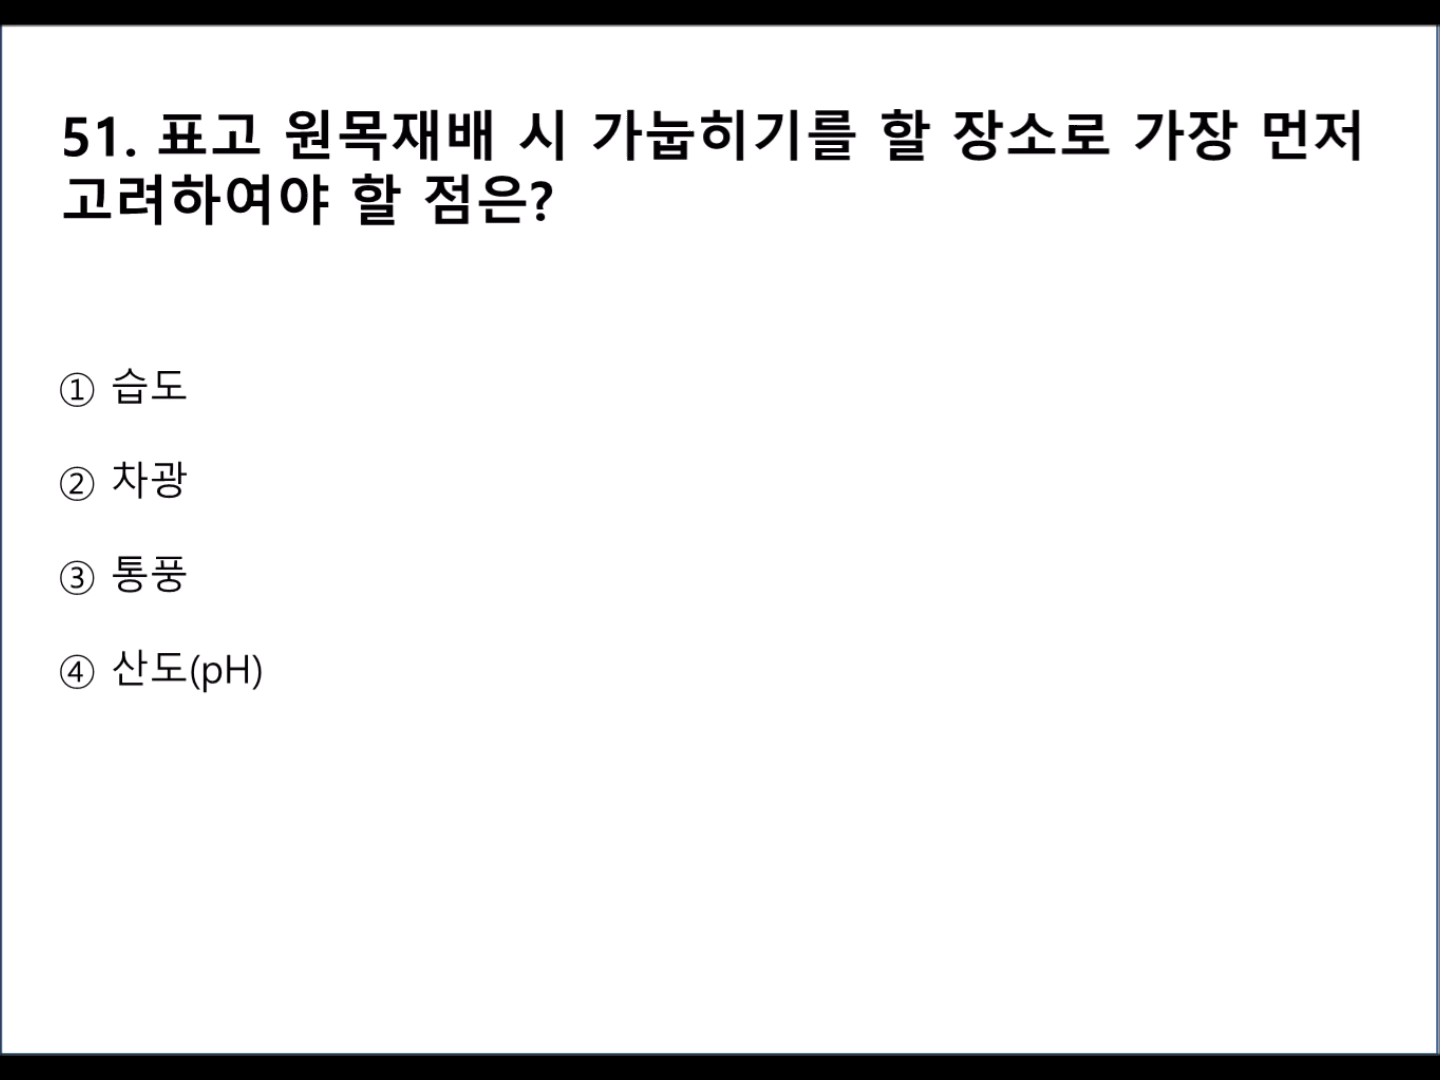 51. 표고 원목재배 시 가눕히기를 할 장소로 가장 먼저
고려하여야 할 점은?
① 습도
② 차광
③ 통풍
④ 산도(pH)